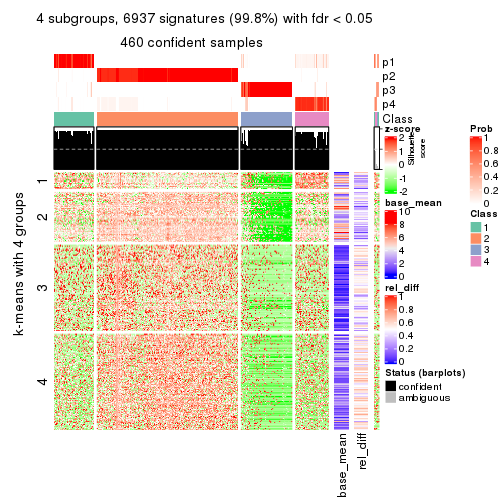 4 subgroups, 6937 signatures (99.8%) with fdr < 0.05
460 confident samples
p1
p2
p3
p4
Class
Silhouette
score
k-means with 4 groups
1
2
3
4
base_mean
rel_diff
z-score
2
1
0
-1
-2
base_mean
10
8
6
4
2
0
rel_diff
1
0.8
0.6
0.4
0.2
0
Status (barplots)
confident
ambiguous
Prob
1
0.8
0.6
0.4
0.2
0
Class
1
2
3
4